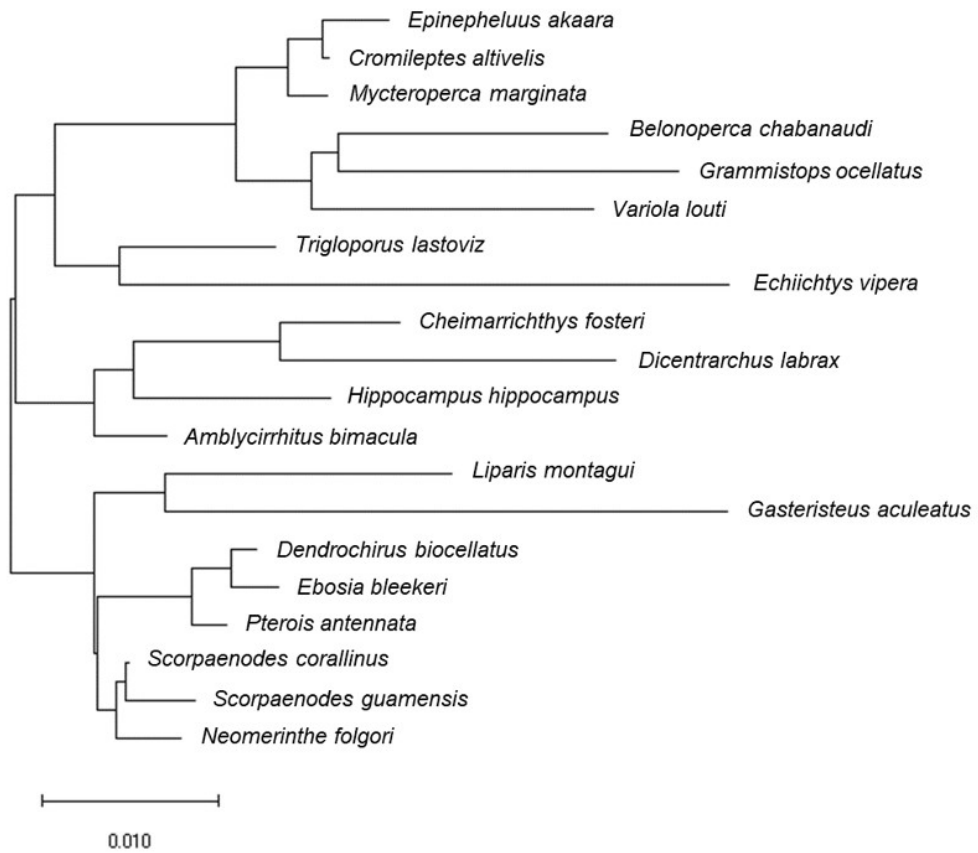 Epinepheluus akaara
Cromileptes altivelis
Mycteroperca marginata
Belonoperca chabanaudi
Grammistops ocellatus
Variola louti
Trigloporus lastoviz
Echiichtys vipera
Cheimarrichthys fosteri
Dicentrarchus labrax
Hippocampus hippocampus
Amblycirrhitus bimacula
Liparis montagui
Gasteristeus aculeatus
Dendrochirus biocellatus
Ebosia bleekeri
Pterois antennata
Scorpaenodes corallinus
Scorpaenodes guamensis
Neomerinthe folgori
0.010